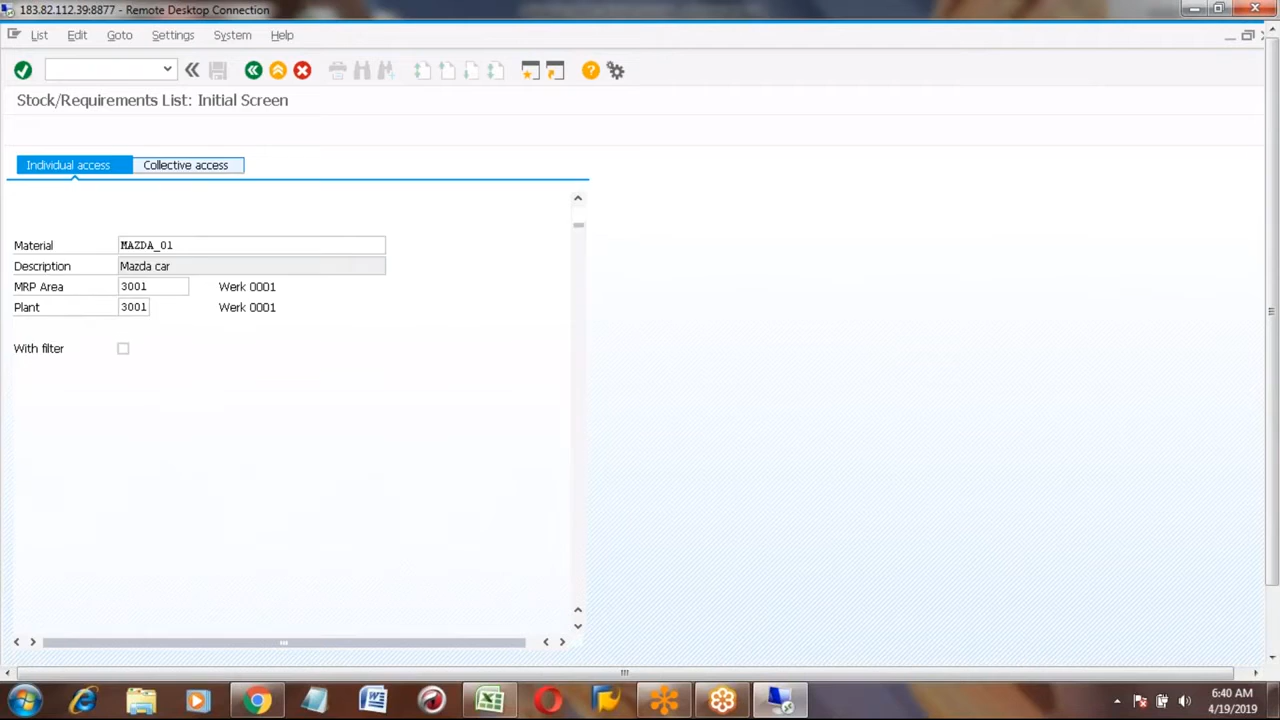 183.82.112.39:8877 - Remote Desktop Connection
List Edit Goto Settings System Help
Stock/Requirements List: Initial Screen
Individual access Collective access
Material MAZDA_01
Description Mazda car
MRP Area 3001 Werk 0001
Plant 3001 Werk 0001
With filter
6:40 AM
4/19/2019